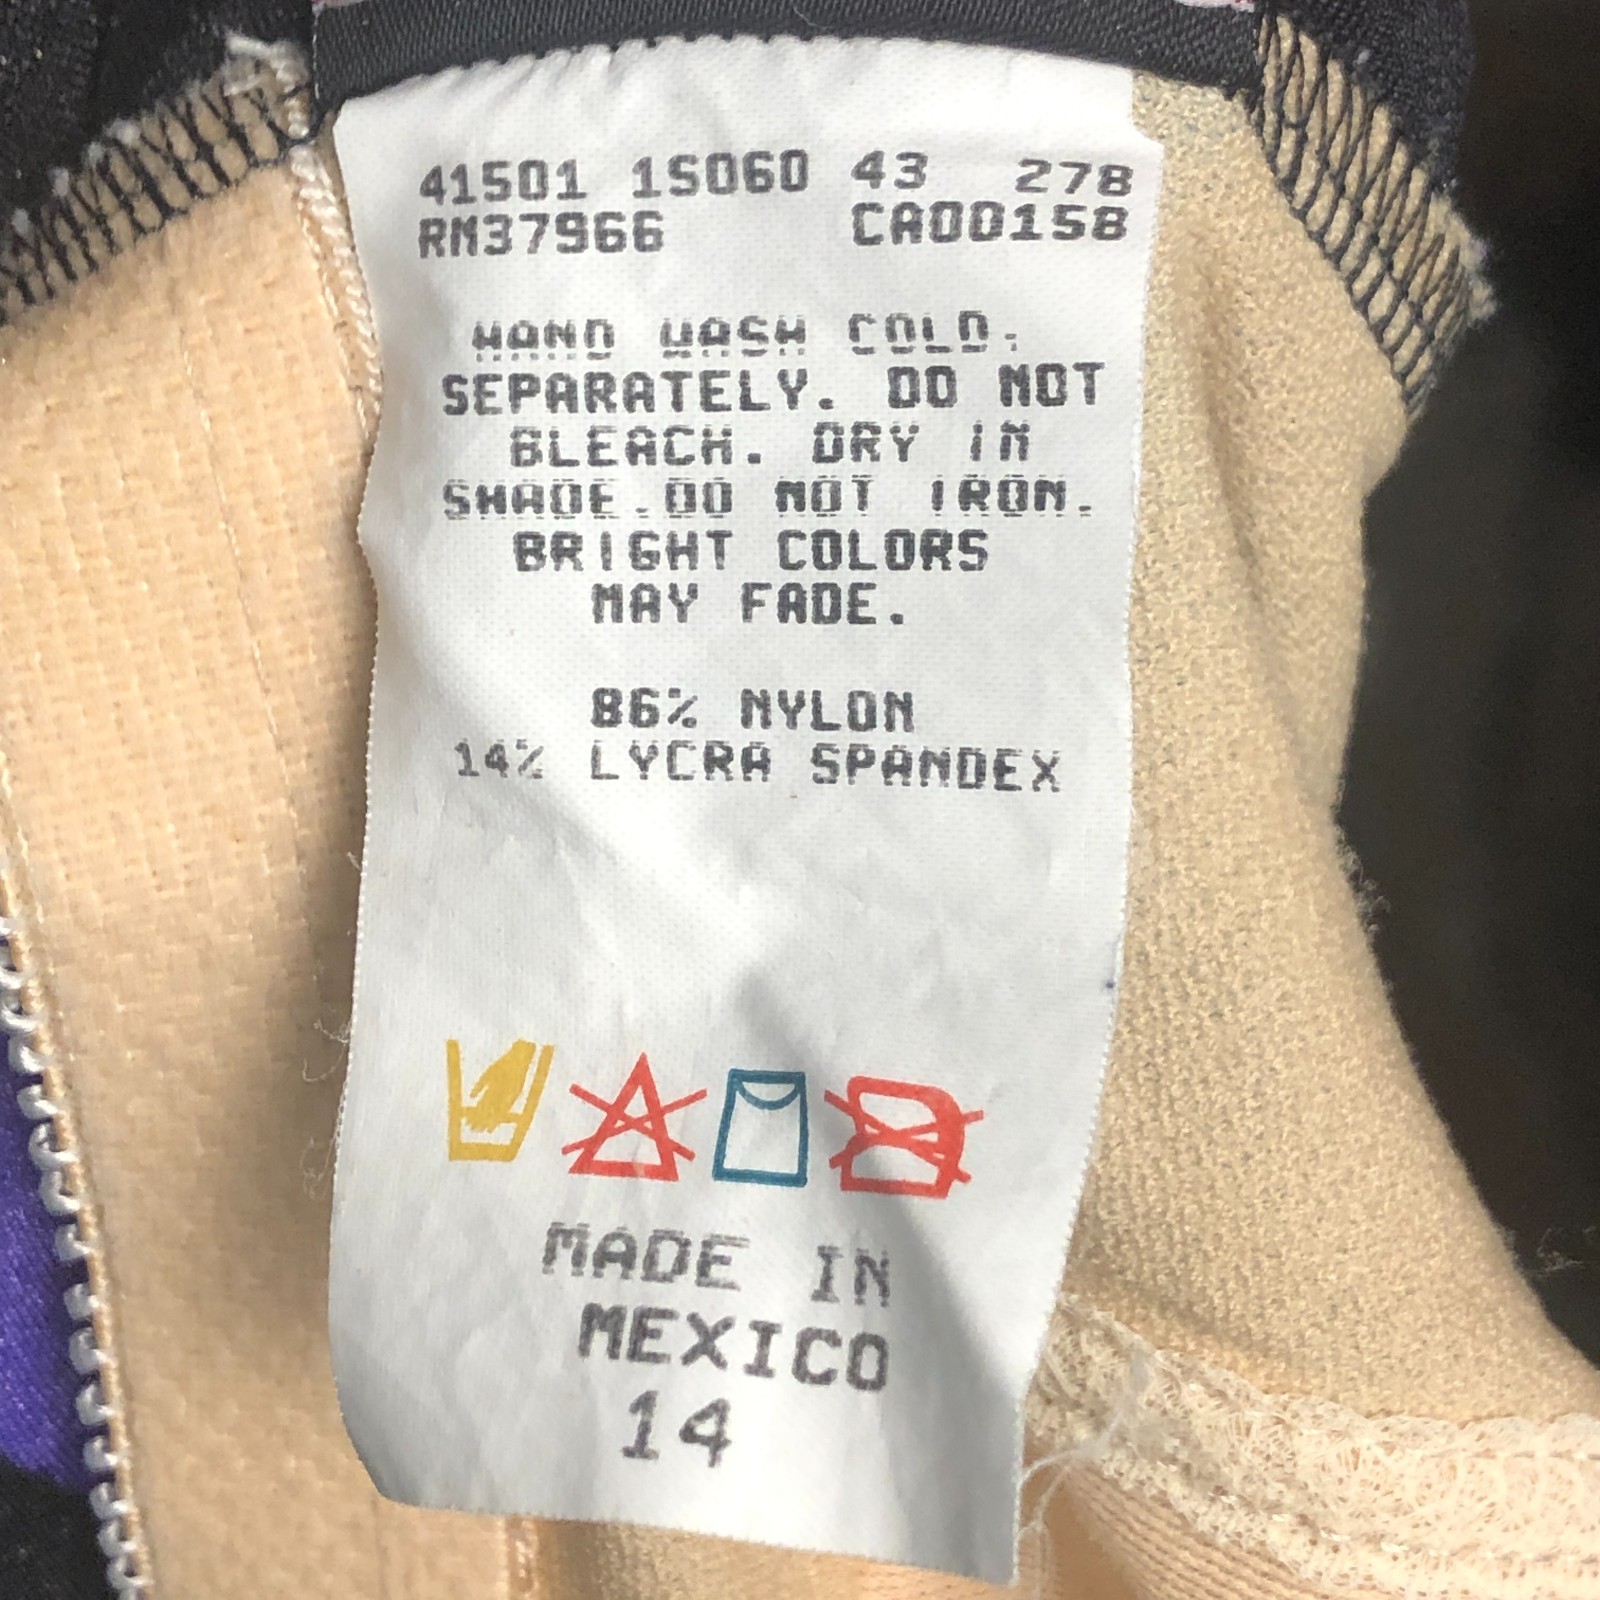 41501 1S060 43 278
RM37966 CA00158
HAND WASH COLD.
SEPARATELY. DO NOT
BLEACH. DRY IN
SHADE.DO NOT IRON.
BRIGHT COLORS
MAY FADE.
86% NYLON
14% LYCRA SPANDEX
MADE IN
MEXICO
14